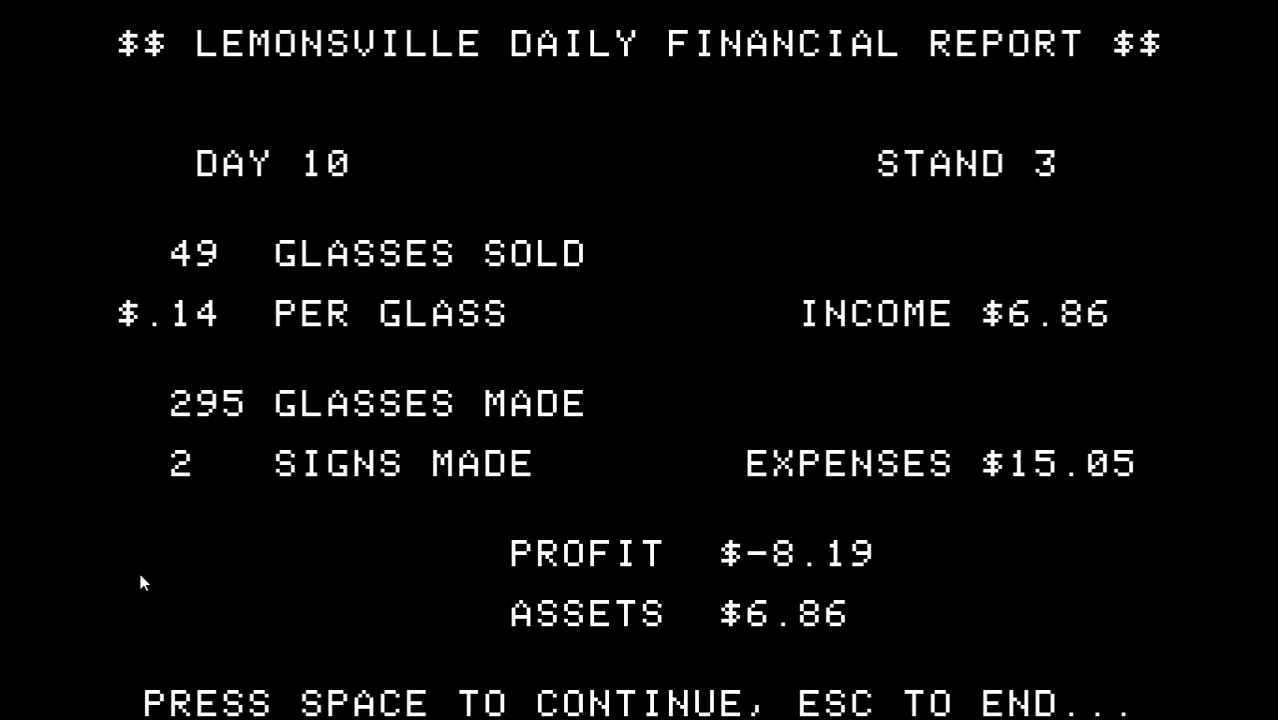 $$ LEMONSVILLE DAILY FINANCIAL REPORT $$
DAY 10 STAND 3
49 GLASSES SOLD
$.14 PER GLASS INCOME $6.86
295 GLASSES MADE
2 SIGNS MADE EXPENSES $15.05
PROFIT $-8.19
ASSETS $6.86
PRESS SPACE TO CONTINUE, ESC TO END...